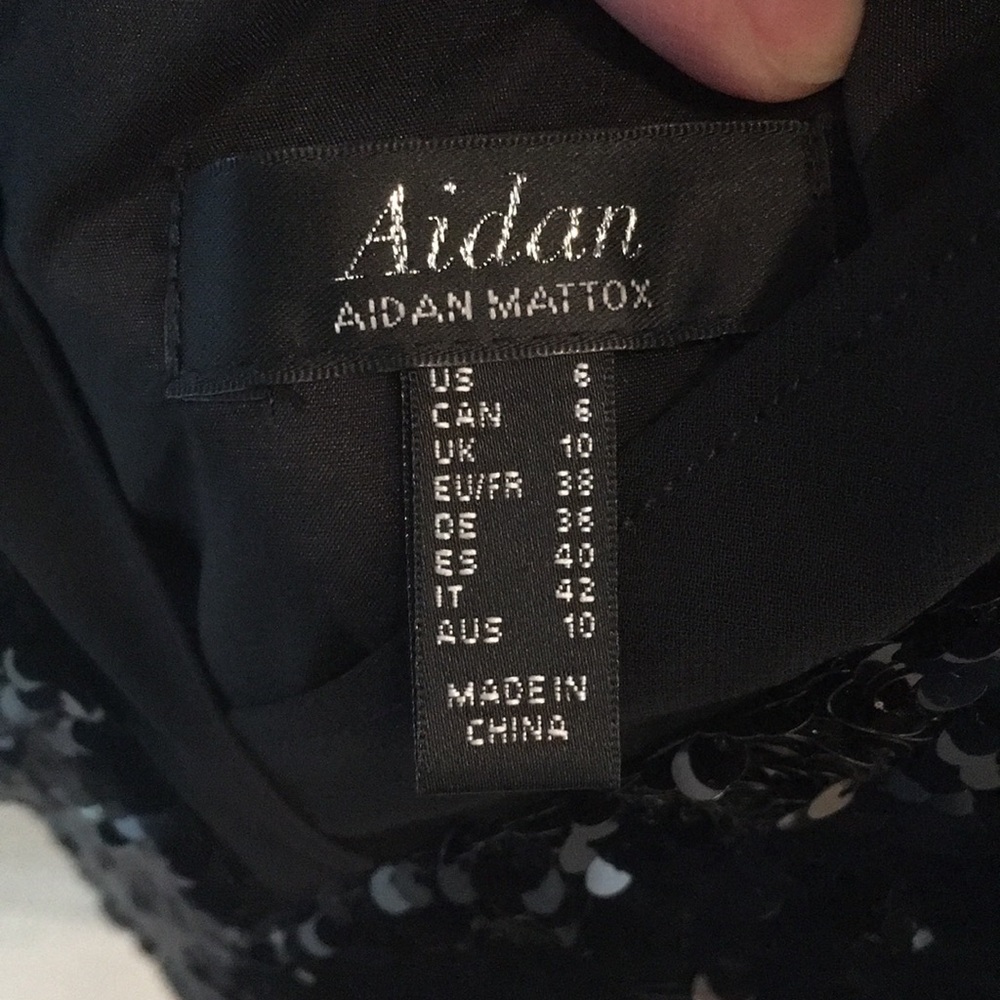 Aidan
AIDAN MATTOX
US 6
CAN 6
UK 10
EU/FR 38
DE 36
ES 40
IT 42
AUS 10
MADE IN
CHINA